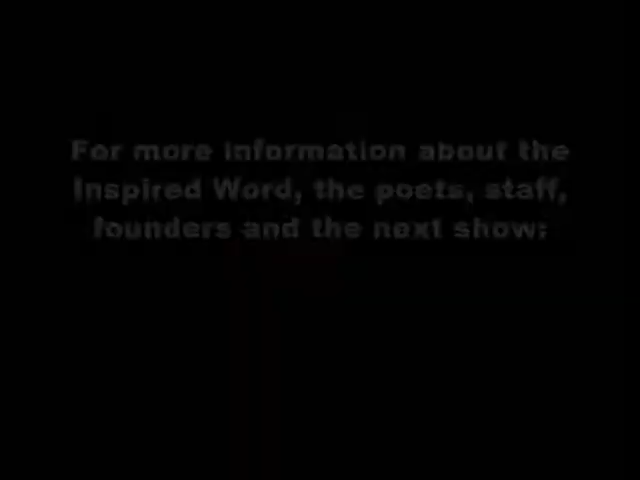 For more information about the
Inspired Word, the poets, staff,
founders and the next show: